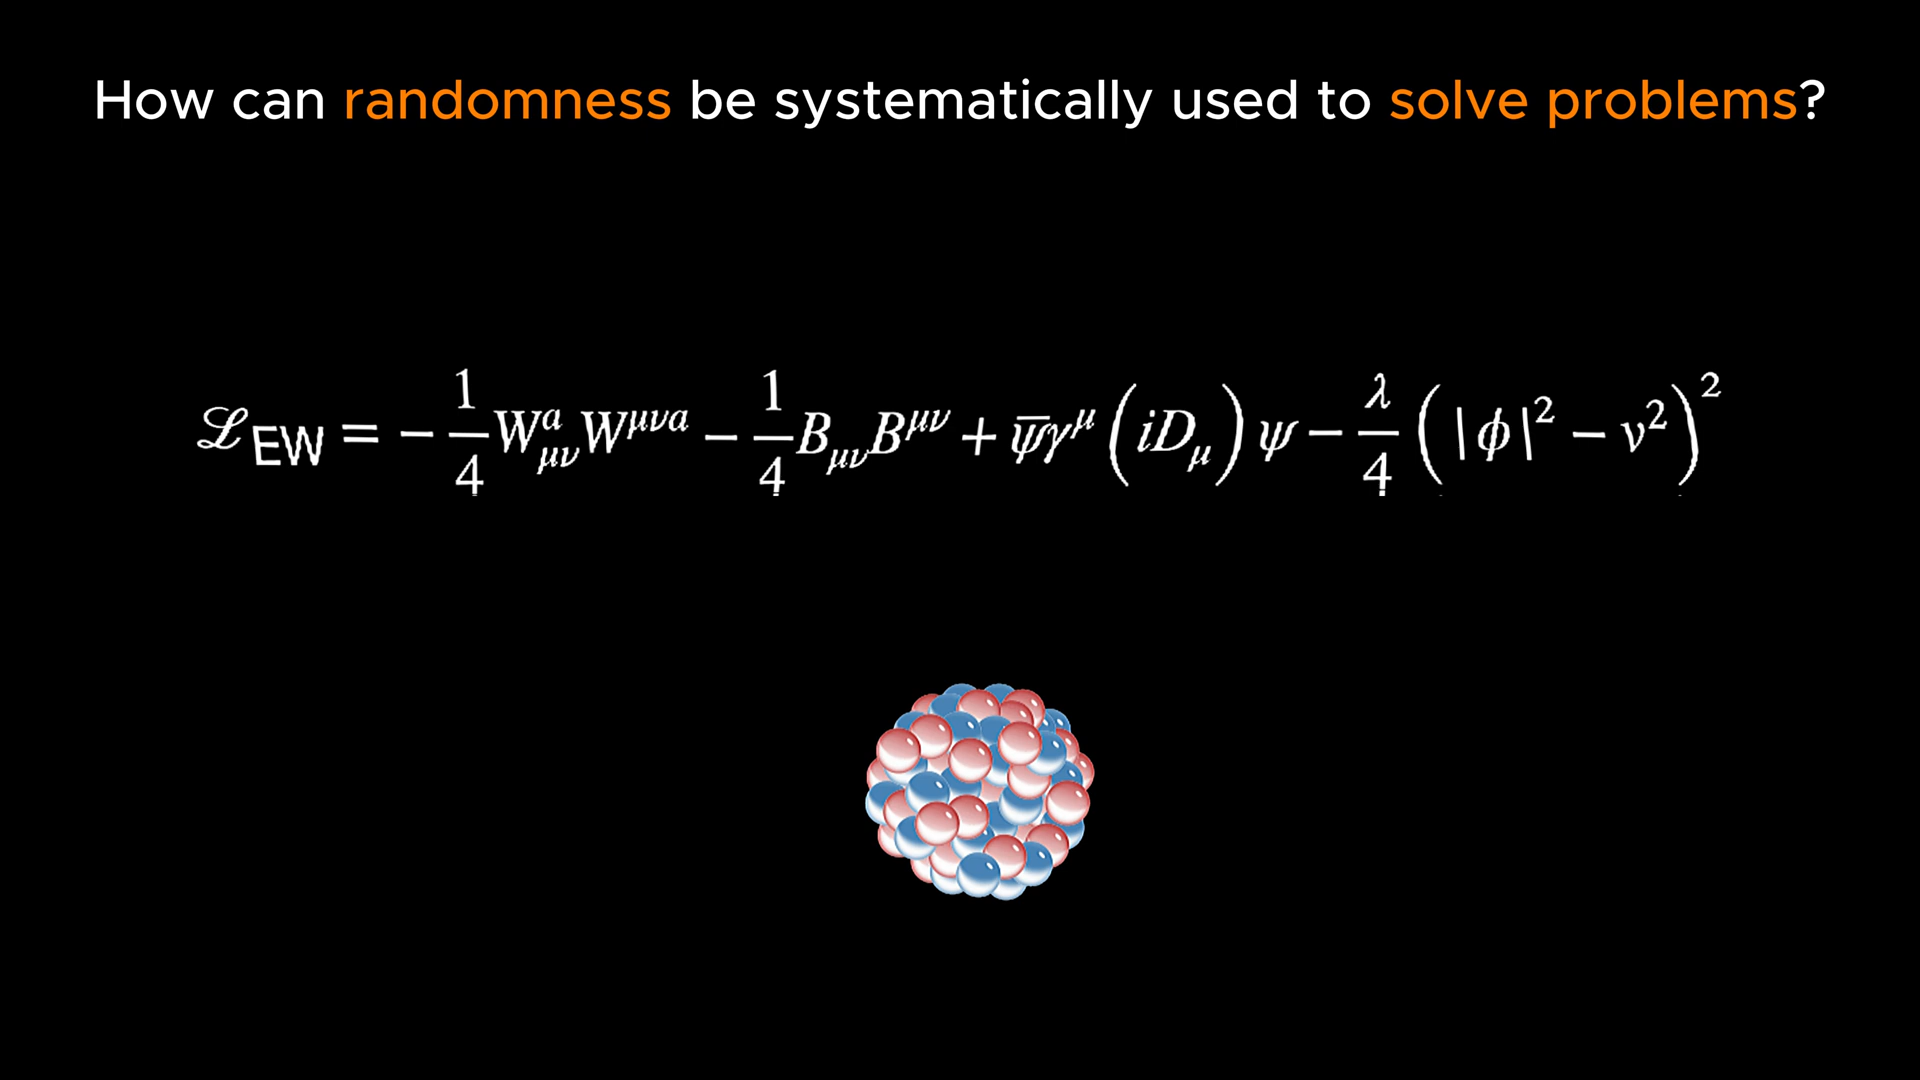 How can randomness be systematically used to solve problems?
ℒ_EW = − 1/4 W^a_μν W^μνa − 1/4 B_μν B^μν + ψ̅γ^μ (iD_μ) ψ − λ/4 (|ϕ|² − v²)²